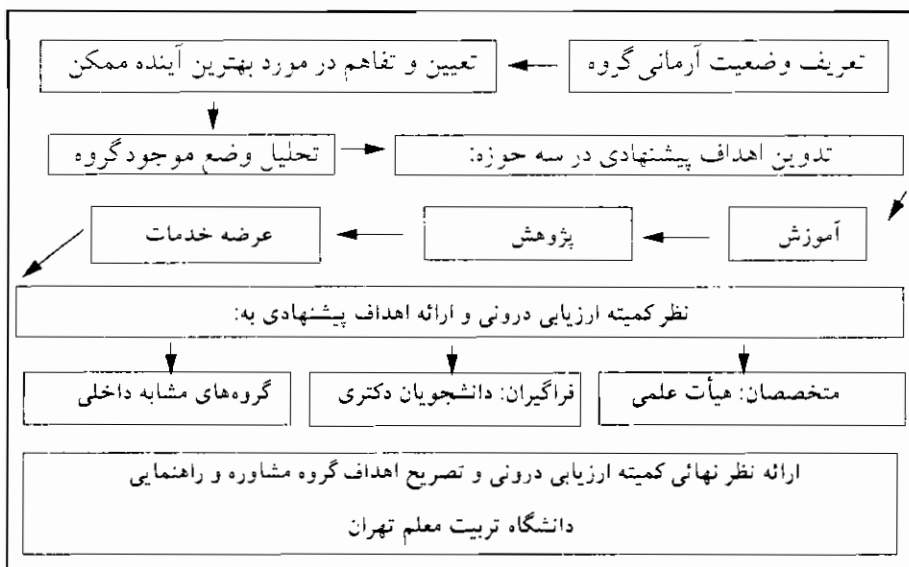 تعریف وضعیت آرمانی گروه
تعیین و تفاهم در مورد بهترین آینده ممکن
تحلیل وضع موجود گروه
تدوین اهداف پیشنهادی در سه حوزه:
آموزش
پژوهش
عرضه خدمات
نظر کمیته ارزیابی درونی و ارائه اهداف پیشنهادی به:
متخصصان: هیأت علمی
فراگیران: دانشجویان دکتری
گروه‌های مشابه داخلی
ارائه نظر نهائی کمیته ارزیابی درونی و تصریح اهداف گروه مشاوره و راهنمایی
دانشگاه تربیت معلم تهران